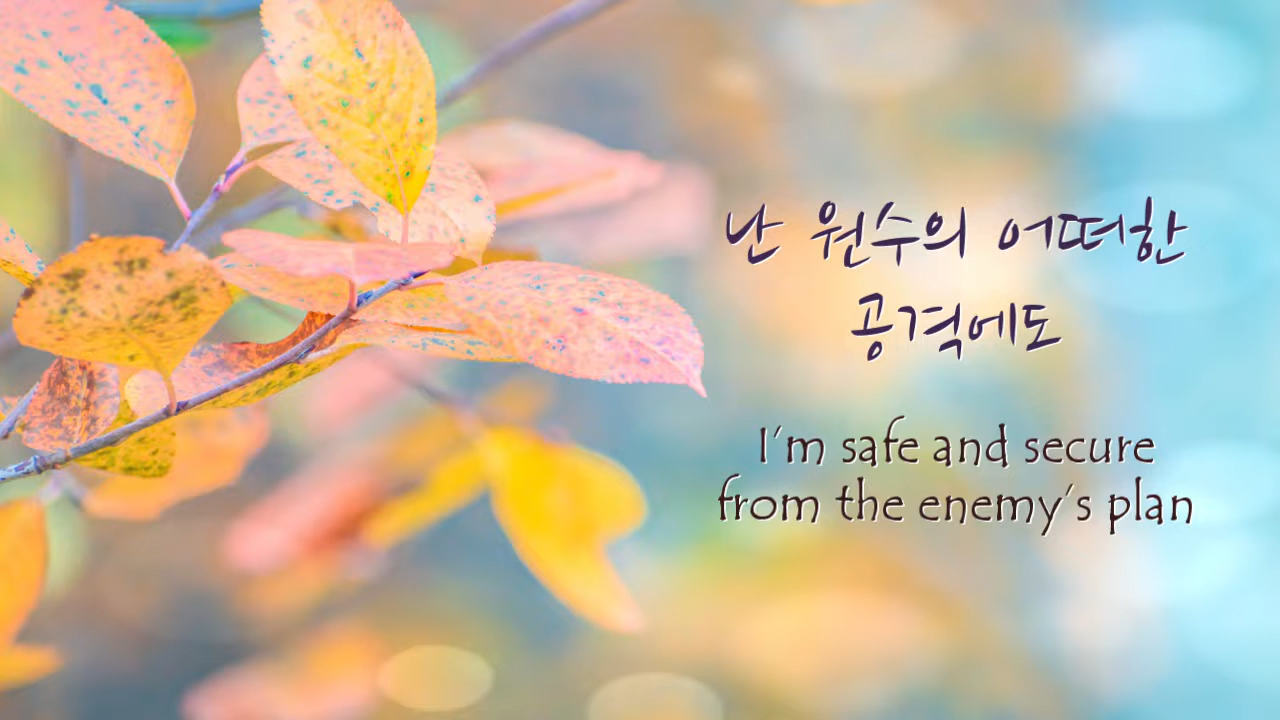 난 원수의 어떠한
공격에도
I'm safe and secure
from the enemy's plan